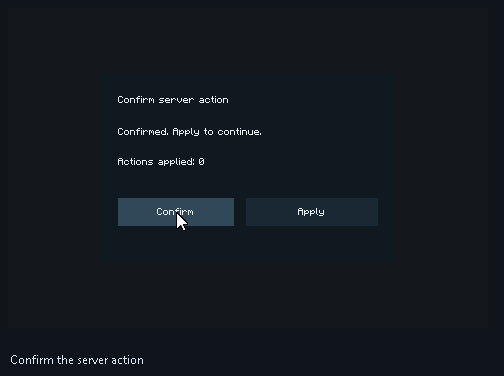 Confirm server action
Confirmed. Apply to continue.
Actions applied: 0
Confirm
Apply
Confirm the server action